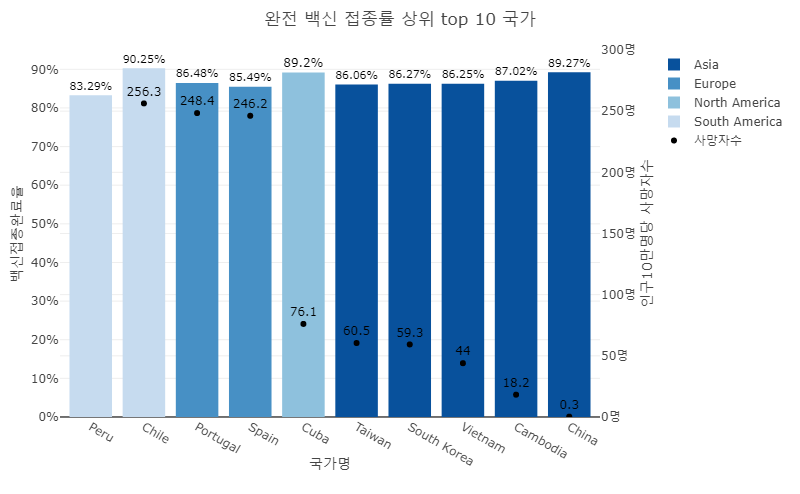 완전 백신 접종률 상위 top 10 국가
90%
80%
70%
60%
50%
40%
30%
20%
10%
0%
백신접종완료율
83.29%
90.25%
86.48%
85.49%
89.2%
86.06%
86.27%
86.25%
87.02%
89.27%
256.3
248.4
246.2
76.1
60.5
59.3
44
18.2
0.3
300명
250명
200명
150명
100명
50명
0명
인구10만명당 사망자수
Peru
Chile
Portugal
Spain
Cuba
Taiwan
South Korea
Vietnam
Cambodia
China
국가명
Asia
Europe
North America
South America
사망자수